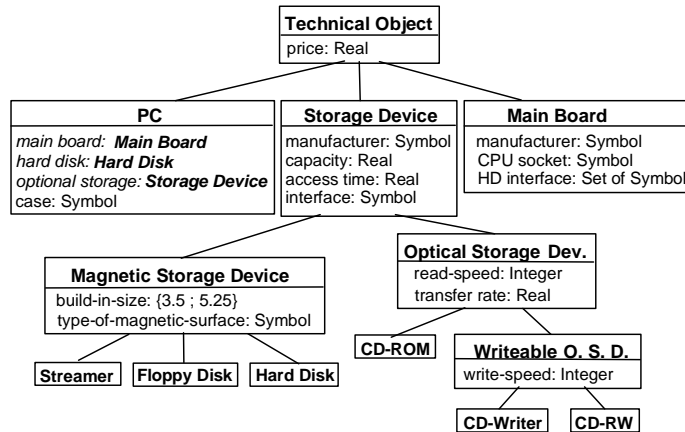 Technical Object
price: Real
PC
main board: Main Board
hard disk: Hard Disk
optional storage: Storage Device
case: Symbol
Storage Device
manufacturer: Symbol
capacity: Real
access time: Real
interface: Symbol
Main Board
manufacturer: Symbol
CPU socket: Symbol
HD interface: Set of Symbol
Magnetic Storage Device
build-in-size: {3.5 ; 5.25}
type-of-magnetic-surface: Symbol
Optical Storage Dev.
read-speed: Integer
transfer rate: Real
Streamer
Floppy Disk
Hard Disk
CD-ROM
Writeable O. S. D.
write-speed: Integer
CD-Writer
CD-RW